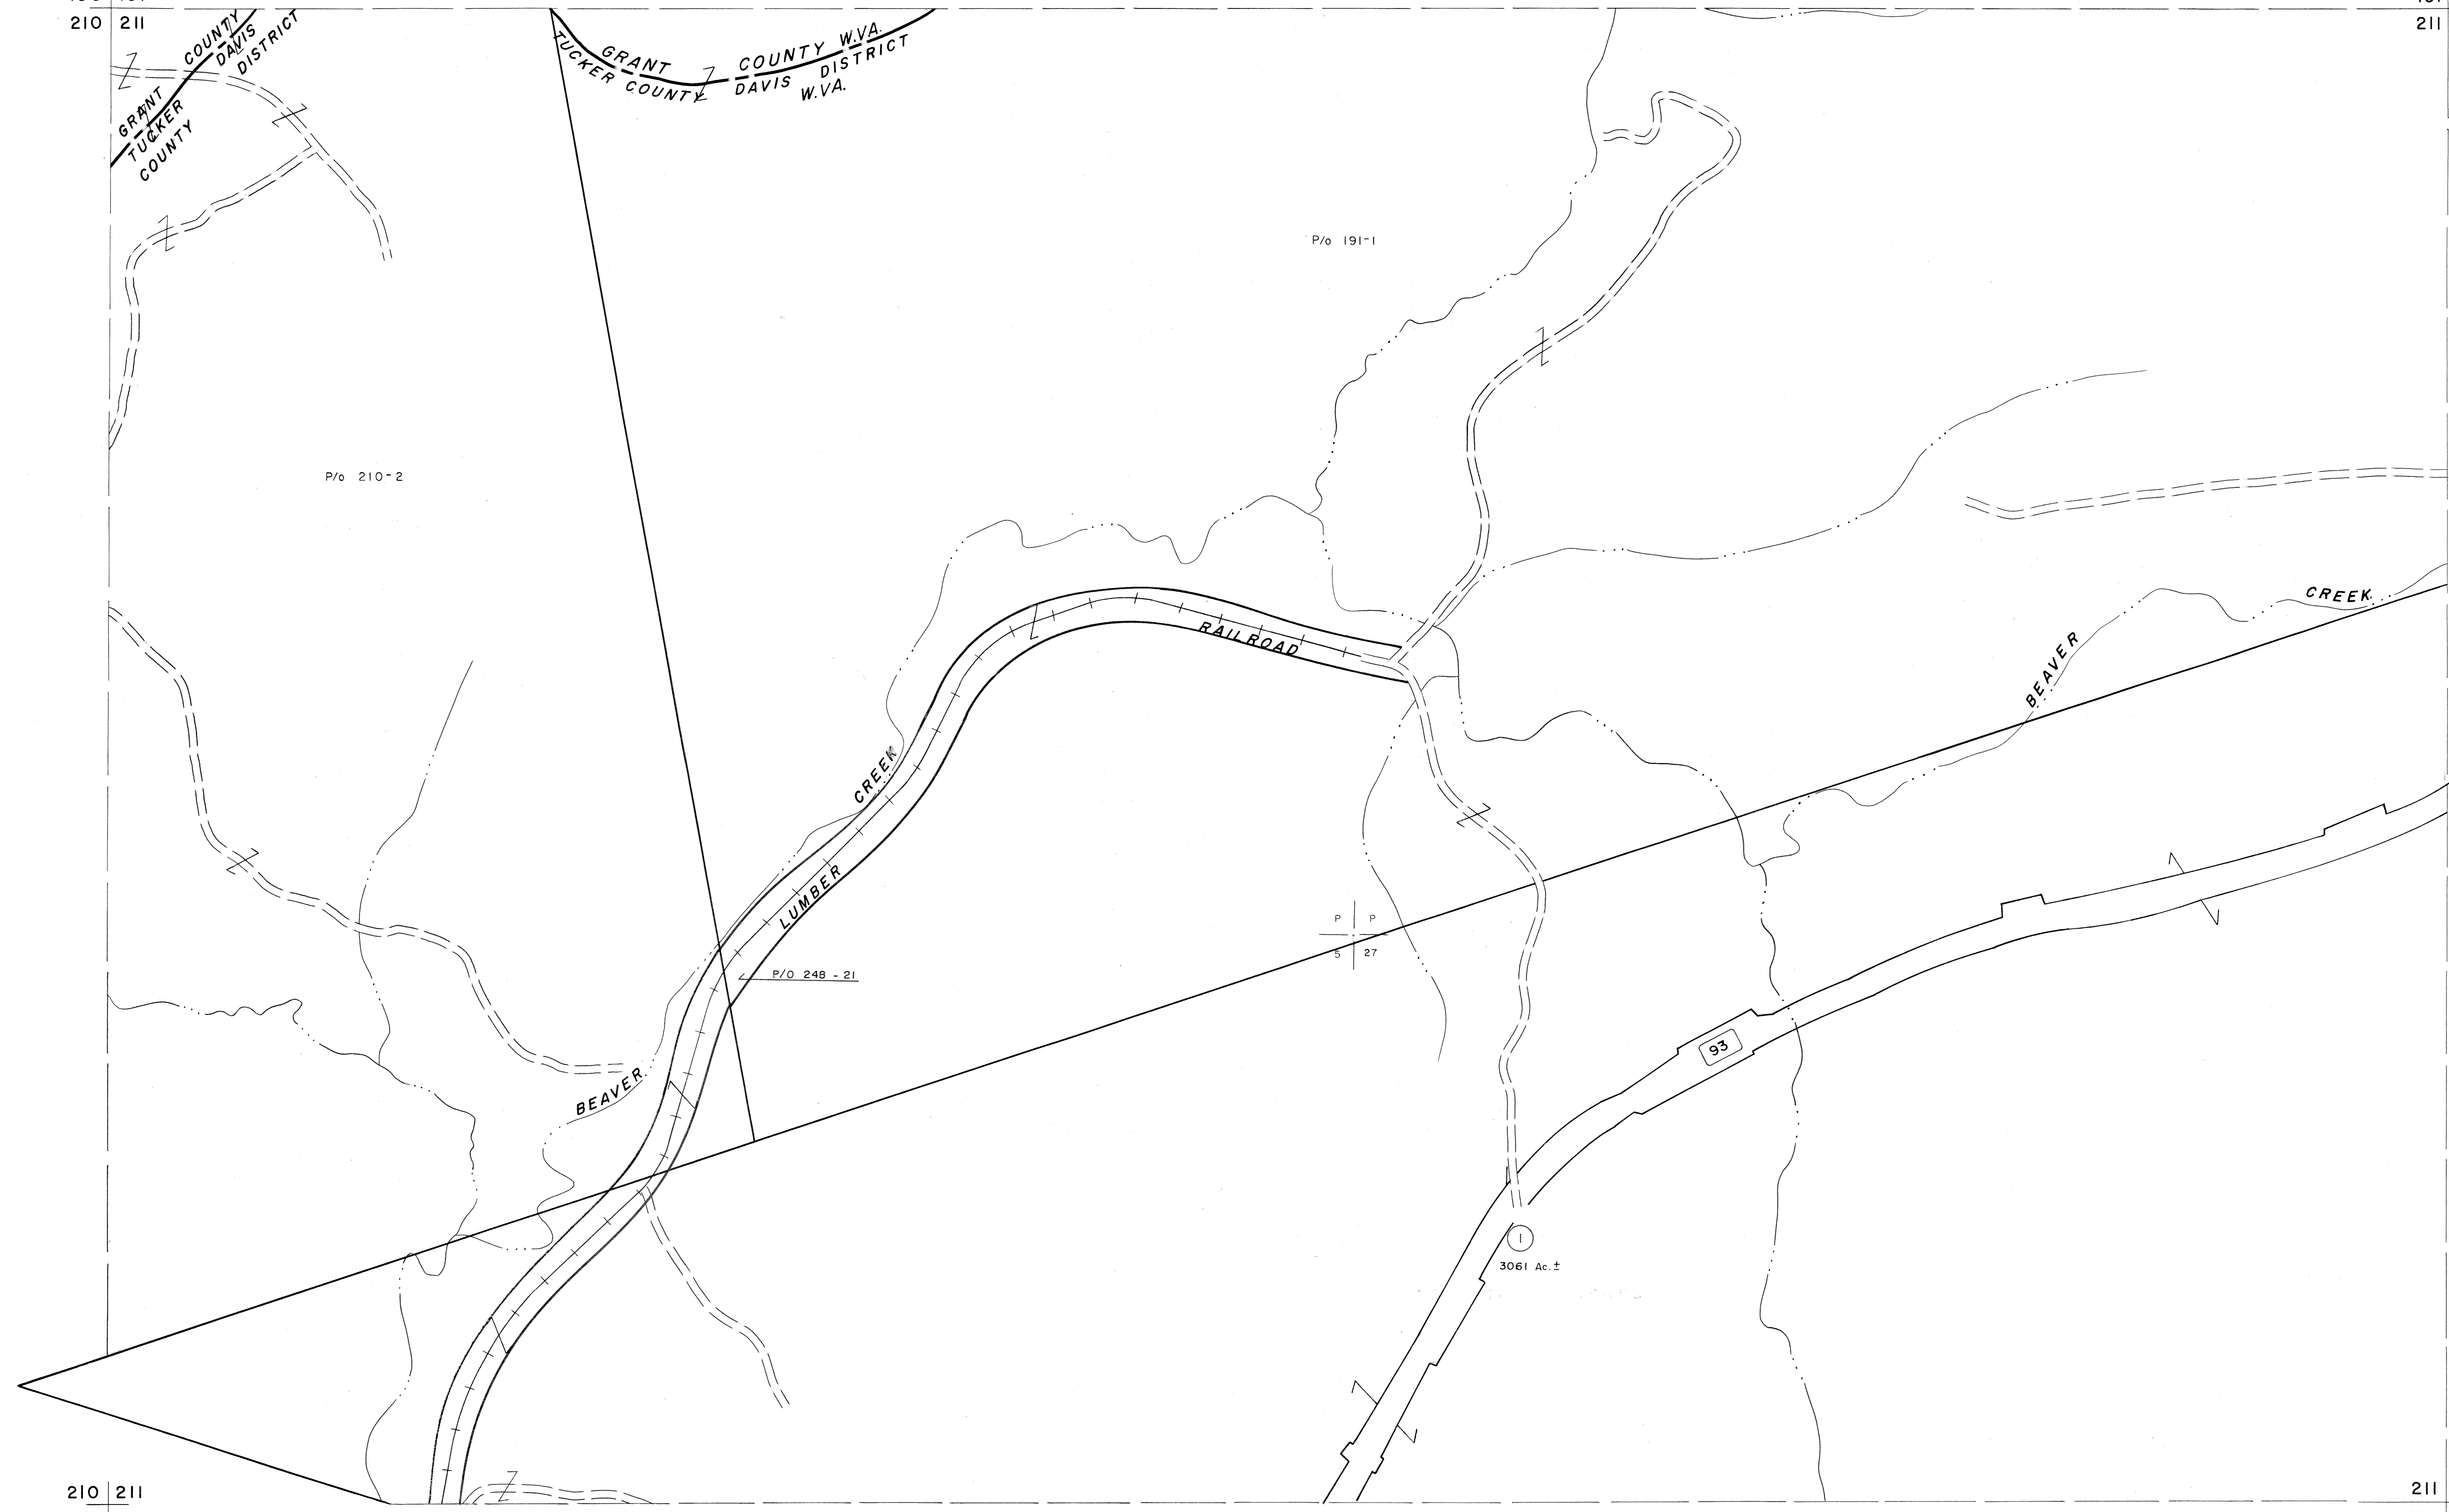 210 211
211
GRANT COUNTY
TUCKER DAVIS
COUNTY DISTRICT
GRANT COUNTY W.VA.
TUCKER COUNTY DAVIS DISTRICT
W.VA.
P/o 191-1
P/o 210-2
CREEK
BEAVER
RAILROAD
CREEK
LUMBER
P P
5 27
P/O 248 - 21
93
BEAVER
1
3061 Ac.±
210 211
211